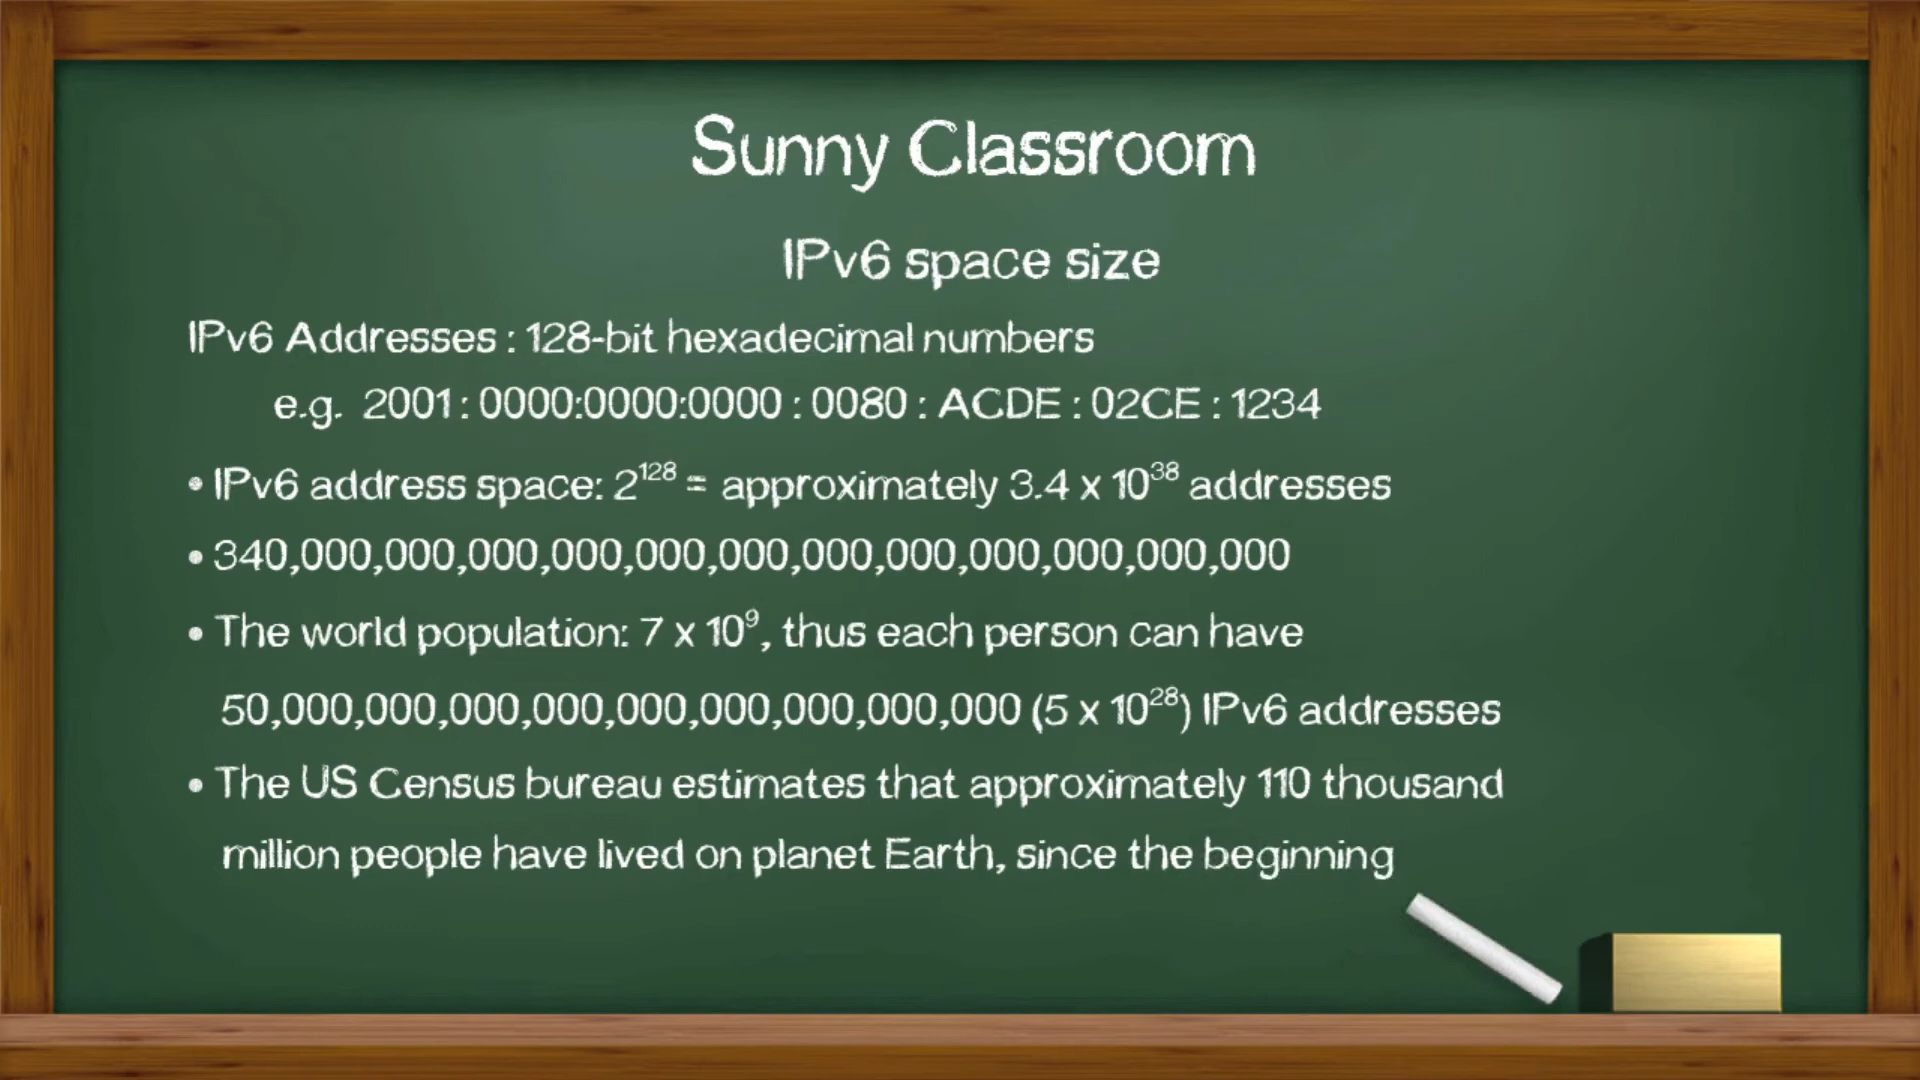 Sunny Classroom
IPv6 space size
IPv6 Addresses : 128-bit hexadecimal numbers
e.g. 2001 : 0000:0000:0000 : 0080 : ACDE : 02CE : 1234
• IPv6 address space: 2¹²⁸ = approximately 3.4 x 10³⁸ addresses
• 340,000,000,000,000,000,000,000,000,000,000,000,000
• The world population: 7 x 10⁹, thus each person can have
50,000,000,000,000,000,000,000,000,000 (5 x 10²⁸) IPv6 addresses
• The US Census bureau estimates that approximately 110 thousand
million people have lived on planet Earth, since the beginning